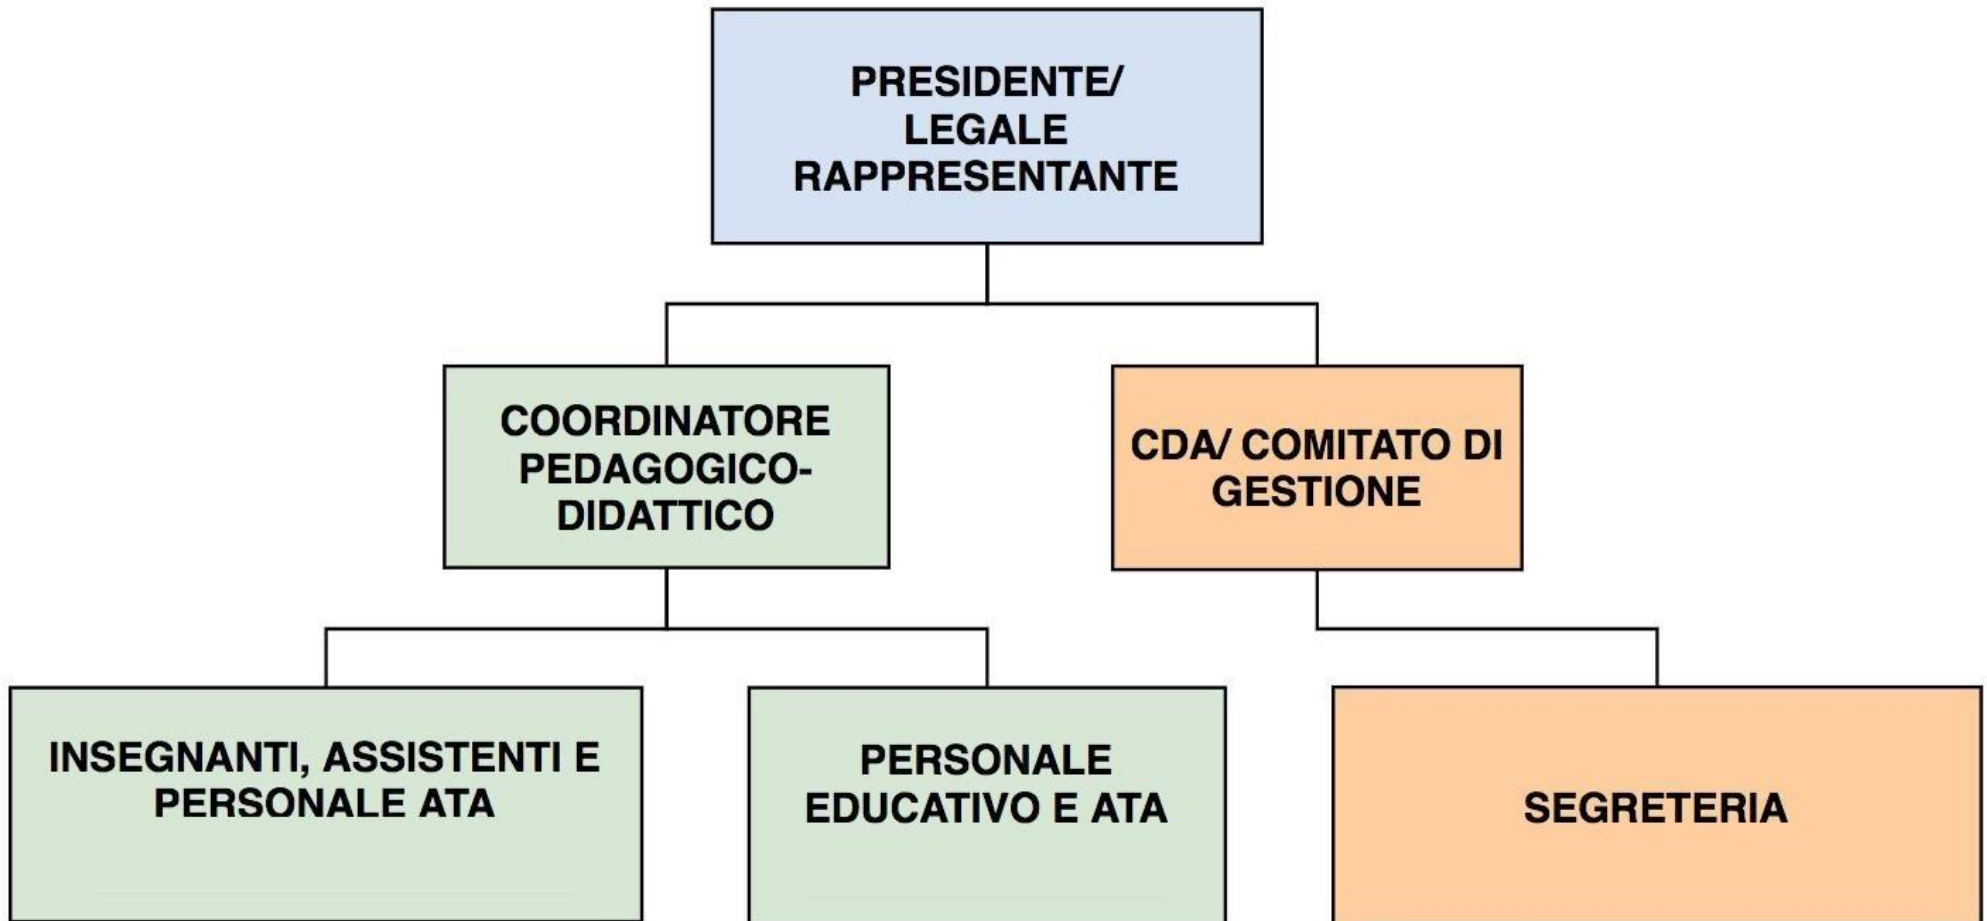 PRESIDENTE/
LEGALE
RAPPRESENTANTE
COORDINATORE
PEDAGOGICO-
DIDATTICO
CDA/ COMITATO DI
GESTIONE
INSEGNANTI, ASSISTENTI E
PERSONALE ATA
PERSONALE
EDUCATIVO E ATA
SEGRETERIA